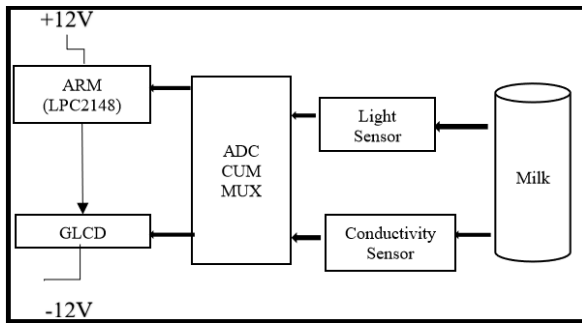 +12V
ARM
(LPC2148)
ADC
CUM
MUX
Light
Sensor
Milk
GLCD
Conductivity
Sensor
-12V